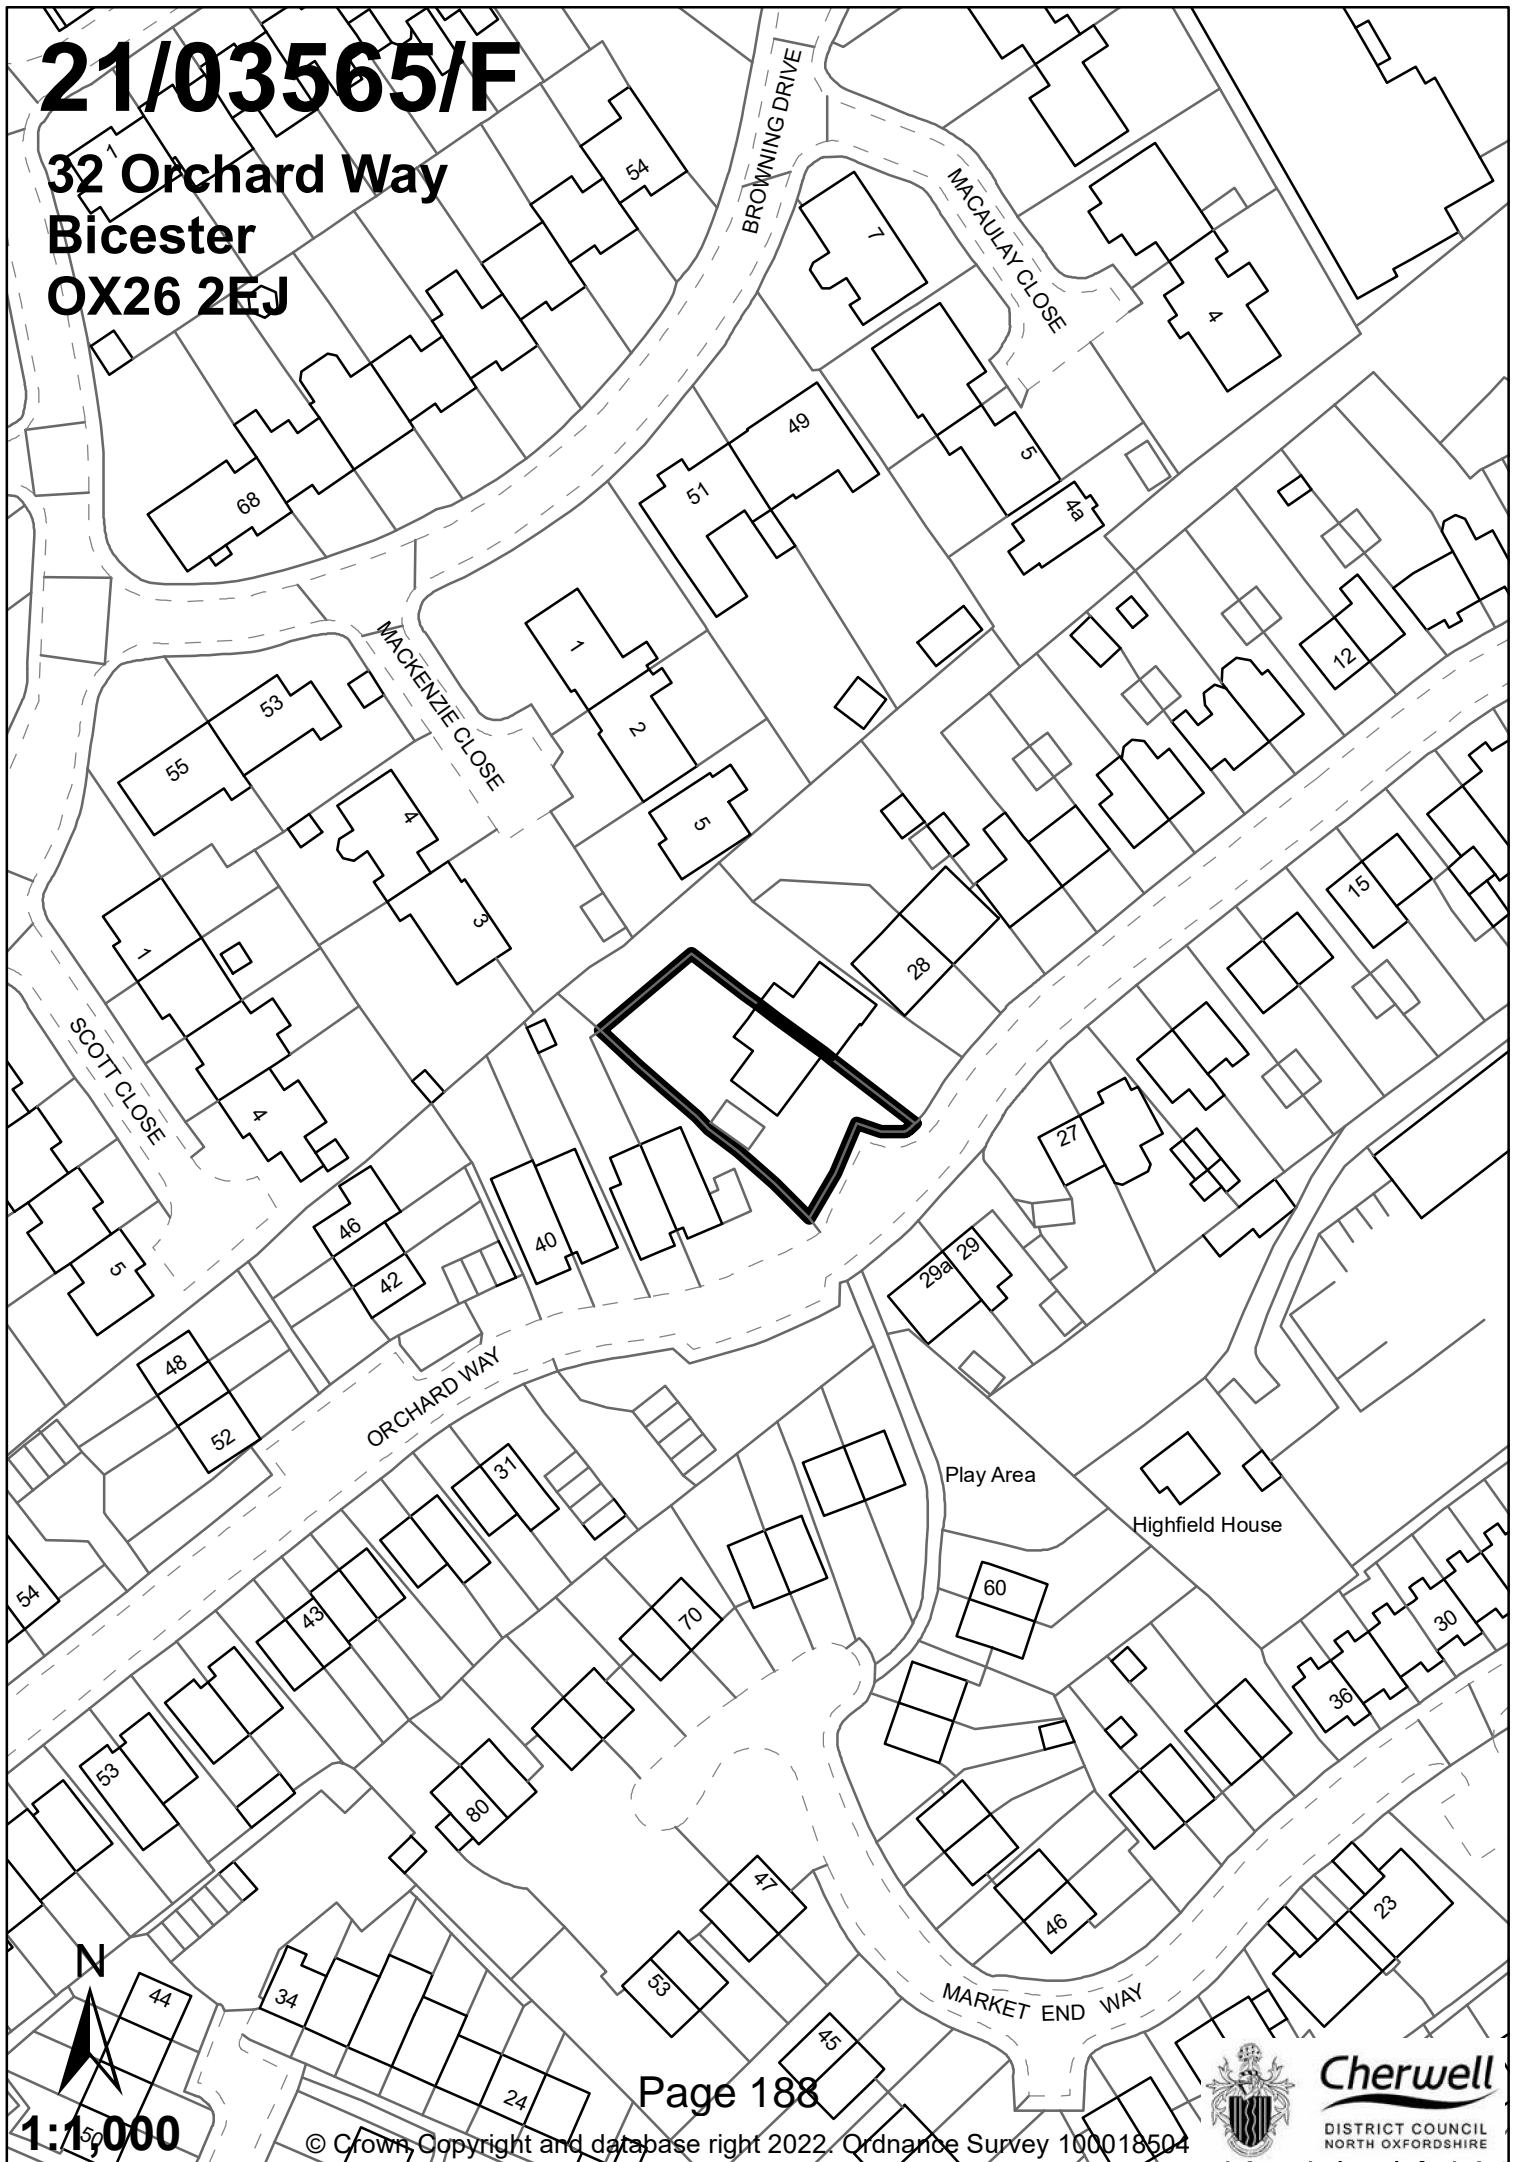 21/03565/F
32 Orchard Way
Bicester
OX26 2EJ
1
54
BROWNING DRIVE
7
MACAULAY CLOSE
4
68
51
49
5
4a
12
1
2
5
MACKENZIE CLOSE
53
55
4
3
1
4
SCOTT CLOSE
5
28
15
27
29
29a
46
42
40
48
52
ORCHARD WAY
31
43
54
53
Play Area
Highfield House
60
70
80
30
36
47
53
45
46
23
MARKET END WAY
N
44
34
24
50
1:1,000
Page 188
© Crown Copyright and database right 2022. Ordnance Survey 100018504
Cherwell
DISTRICT COUNCIL
NORTH OXFORDSHIRE